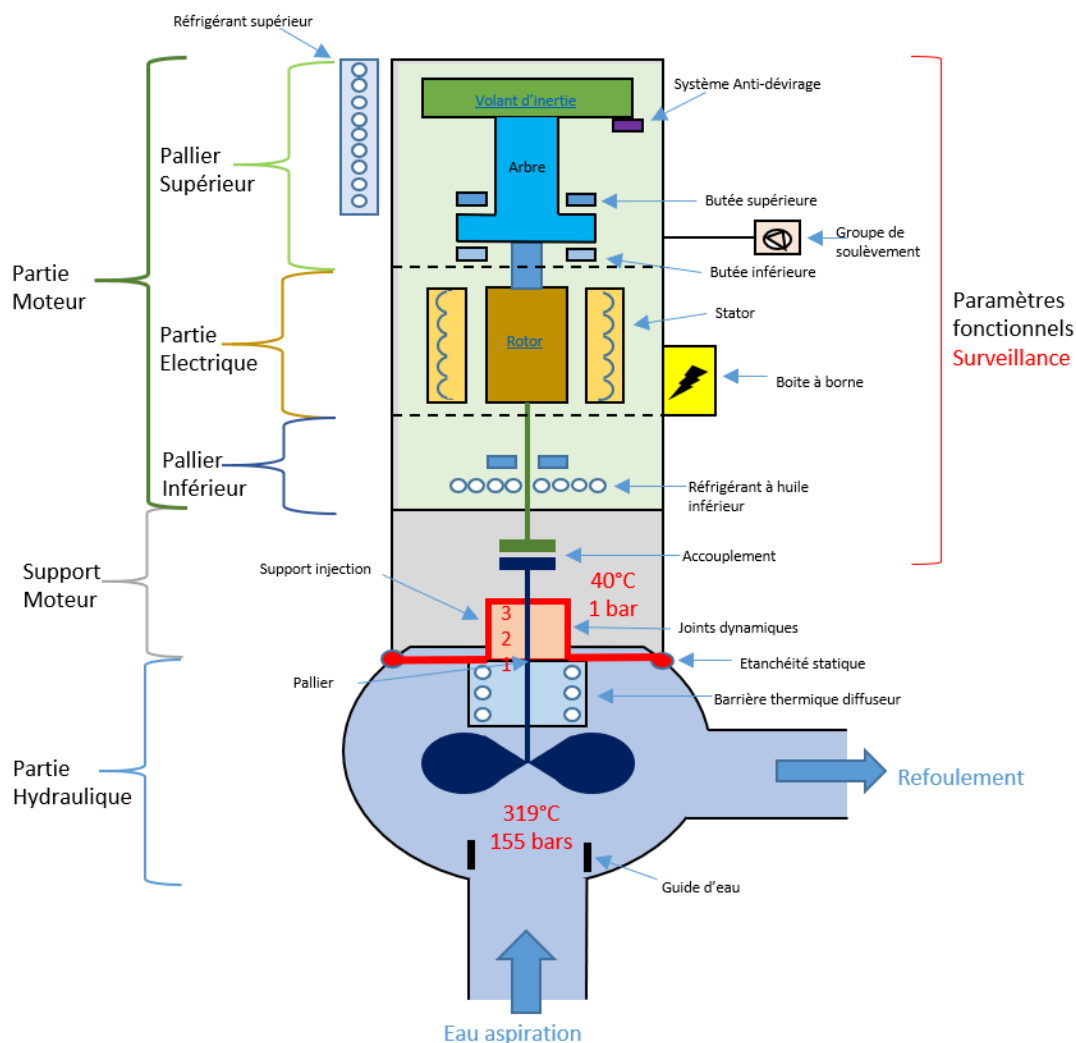 Réfrigérant supérieur
Volant d'inertie
Système Anti-dévirage
Pallier
Supérieur
Arbre
Butée supérieure
Groupe de
soulèvement
Butée inférieure
Partie
Moteur
Paramètres
fonctionnels
Surveillance
Partie
Electrique
Stator
Rotor
Boite à borne
Pallier
Inférieur
Réfrigérant à huile
inférieur
Accouplement
Support
Moteur
Support injection
40°C
1 bar
3
2
1
Joints dynamiques
Etanchéité statique
Pallier
Barrière thermique diffuseur
Partie
Hydraulique
Refoulement
319°C
155 bars
Guide d'eau
Eau aspiration